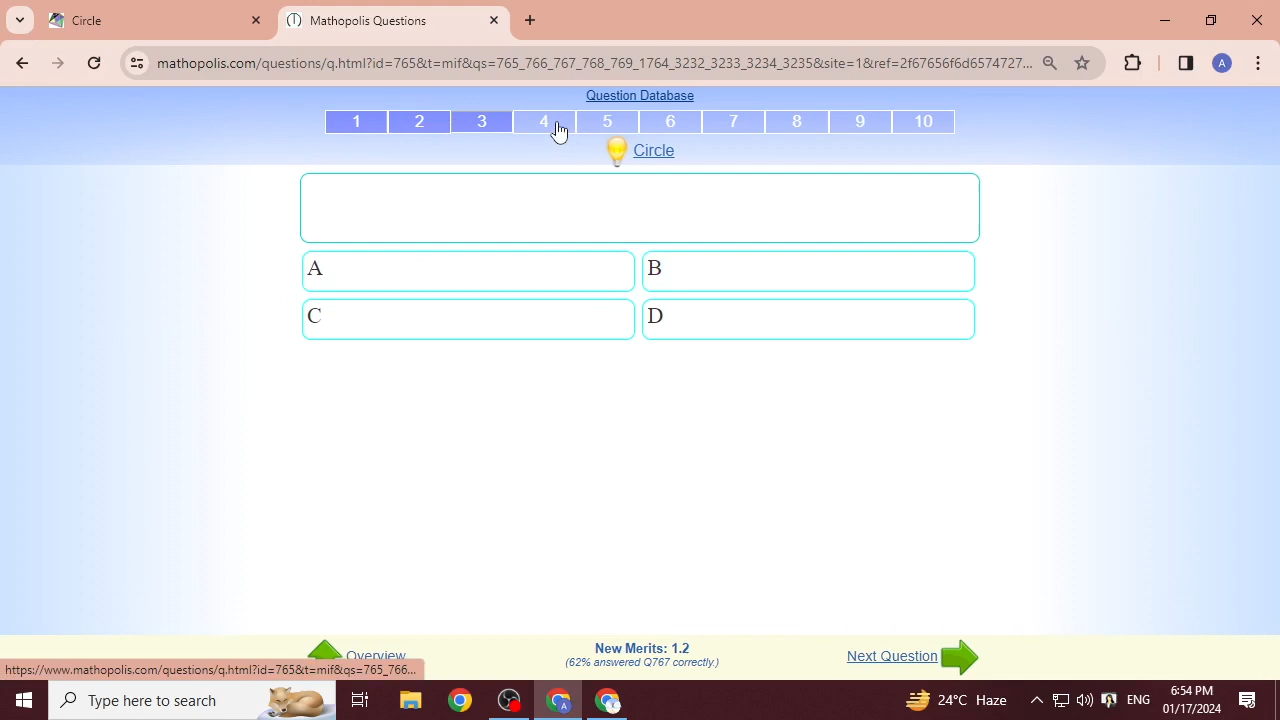 Circle
Mathopolis Questions
mathopolis.com/questions/q.html?id=765&t=mif&qs=765_766_767_768_769_1764_3232_3233_3234_3235&site=1&ref=2f67656f6d6574727...
A
Question Database
1 2 3 4 5 6 7 8 9 10
Circle
A
B
C
D
Overview
New Merits: 1.2
(62% answered Q767 correctly.)
Next Question
https://www.mathopolis.com/questions/q.html?id=765&t=mif&qs=765_766...
Type here to search
A
24°C Haze
ENG
6:54 PM
01/17/2024